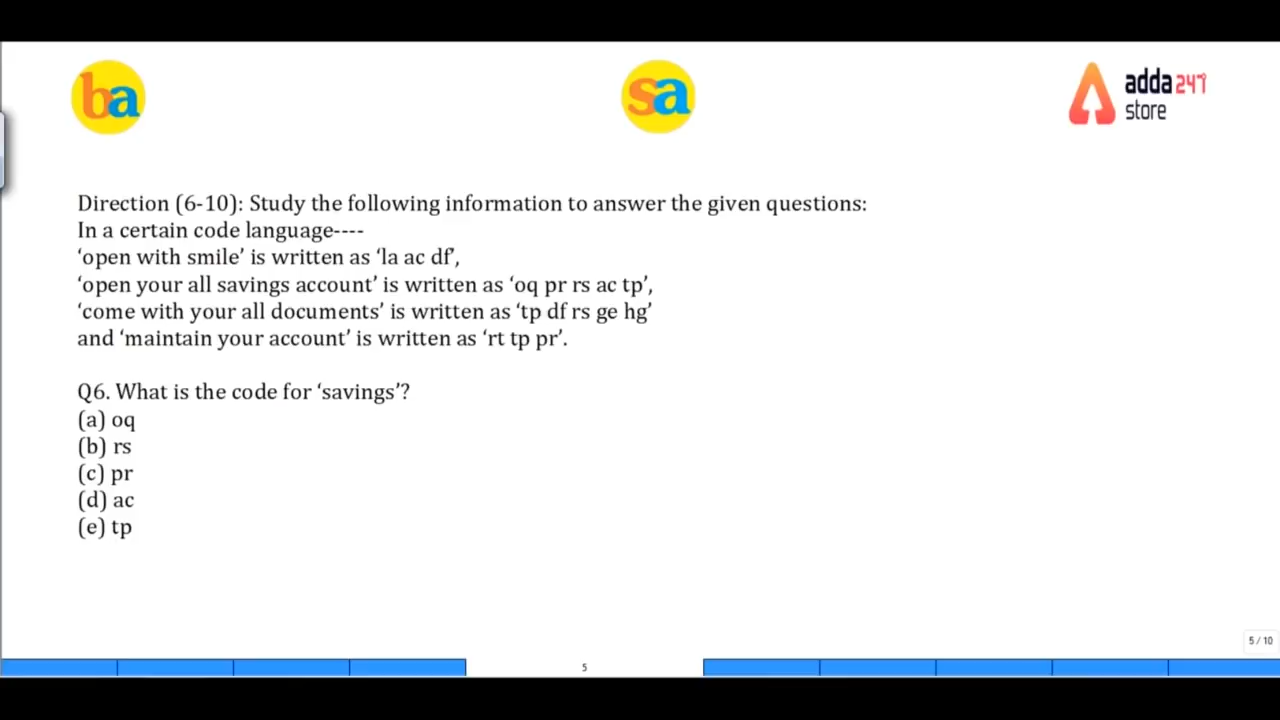 ba
sa
adda247
store
Direction (6-10): Study the following information to answer the given questions:
In a certain code language----
‘open with smile’ is written as ‘la ac df’,
‘open your all savings account’ is written as ‘oq pr rs ac tp’,
‘come with your all documents’ is written as ‘tp df rs ge hg’
and ‘maintain your account’ is written as ‘rt tp pr’.
Q6. What is the code for ‘savings’?
(a) oq
(b) rs
(c) pr
(d) ac
(e) tp
5 / 10
5